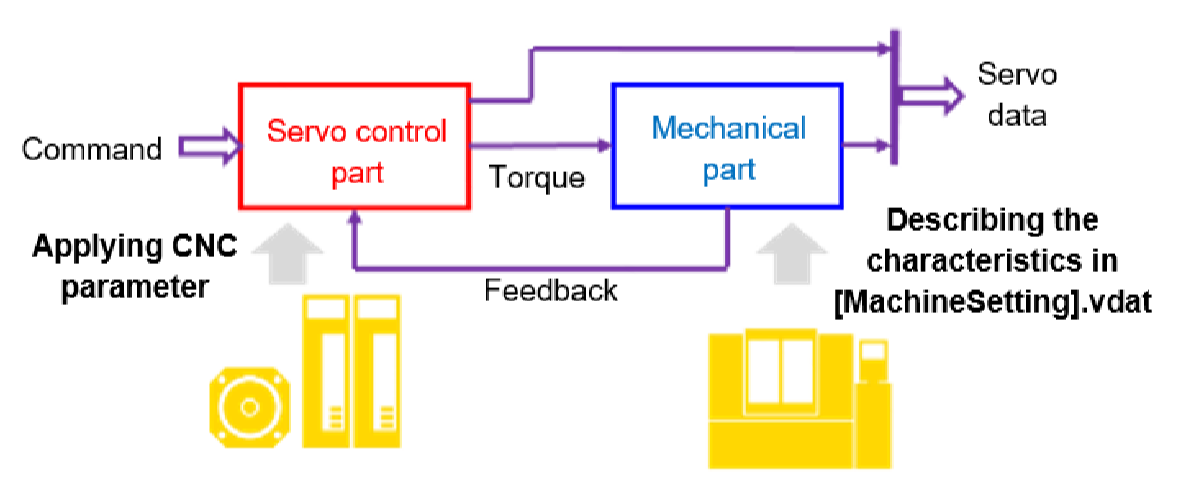 Servo
data
Command
Servo control
part
Torque
Mechanical
part
Applying CNC
parameter
Feedback
Describing the
characteristics in
[MachineSetting].vdat